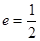 e = 1/2